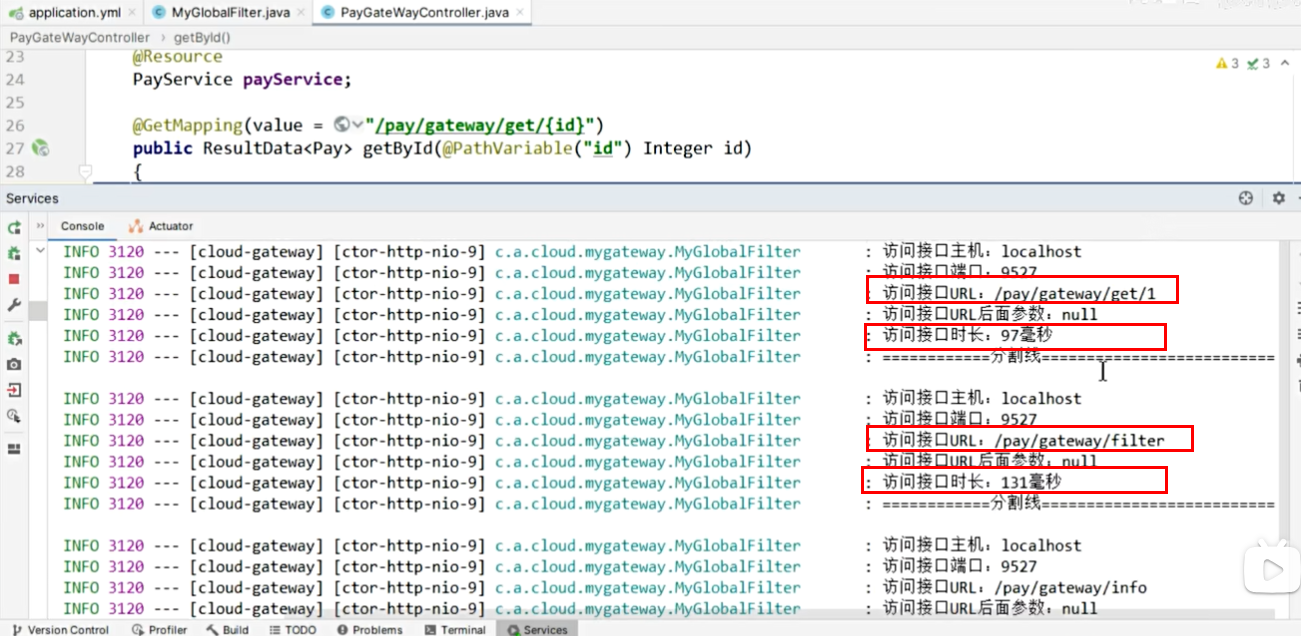 application.yml × MyGlobalFilter.java × PayGateWayController.java ×
PayGateWayController › getById()
23 @Resource
24 PayService payService;
3 3
25
26 @GetMapping(value = "/pay/gateway/get/{id}")
27 public ResultData<Pay> getById(@PathVariable("id") Integer id)
28 {
Services
Console Actuator
INFO 3120 --- [cloud-gateway] [ctor-http-nio-9] c.a.cloud.mygateway.MyGlobalFilter : 访问接口主机：localhost
INFO 3120 --- [cloud-gateway] [ctor-http-nio-9] c.a.cloud.mygateway.MyGlobalFilter : 访问接口端口：9527
INFO 3120 --- [cloud-gateway] [ctor-http-nio-9] c.a.cloud.mygateway.MyGlobalFilter : 访问接口URL：/pay/gateway/get/1
INFO 3120 --- [cloud-gateway] [ctor-http-nio-9] c.a.cloud.mygateway.MyGlobalFilter : 访问接口URL后面参数：null
INFO 3120 --- [cloud-gateway] [ctor-http-nio-9] c.a.cloud.mygateway.MyGlobalFilter : 访问接口时长：97毫秒
INFO 3120 --- [cloud-gateway] [ctor-http-nio-9] c.a.cloud.mygateway.MyGlobalFilter : ============分割线==========================
INFO 3120 --- [cloud-gateway] [ctor-http-nio-9] c.a.cloud.mygateway.MyGlobalFilter : 访问接口主机：localhost
INFO 3120 --- [cloud-gateway] [ctor-http-nio-9] c.a.cloud.mygateway.MyGlobalFilter : 访问接口端口：9527
INFO 3120 --- [cloud-gateway] [ctor-http-nio-9] c.a.cloud.mygateway.MyGlobalFilter : 访问接口URL：/pay/gateway/filter
INFO 3120 --- [cloud-gateway] [ctor-http-nio-9] c.a.cloud.mygateway.MyGlobalFilter : 访问接口URL后面参数：null
INFO 3120 --- [cloud-gateway] [ctor-http-nio-9] c.a.cloud.mygateway.MyGlobalFilter : 访问接口时长：131毫秒
INFO 3120 --- [cloud-gateway] [ctor-http-nio-9] c.a.cloud.mygateway.MyGlobalFilter : ============分割线==========================
INFO 3120 --- [cloud-gateway] [ctor-http-nio-9] c.a.cloud.mygateway.MyGlobalFilter : 访问接口主机：localhost
INFO 3120 --- [cloud-gateway] [ctor-http-nio-9] c.a.cloud.mygateway.MyGlobalFilter : 访问接口端口：9527
INFO 3120 --- [cloud-gateway] [ctor-http-nio-9] c.a.cloud.mygateway.MyGlobalFilter : 访问接口URL：/pay/gateway/info
INFO 3120 --- [cloud-gateway] [ctor-http-nio-9] c.a.cloud.mygateway.MyGlobalFilter : 访问接口URL后面参数：null
Version Control Profiler Build TODO Problems Terminal Services